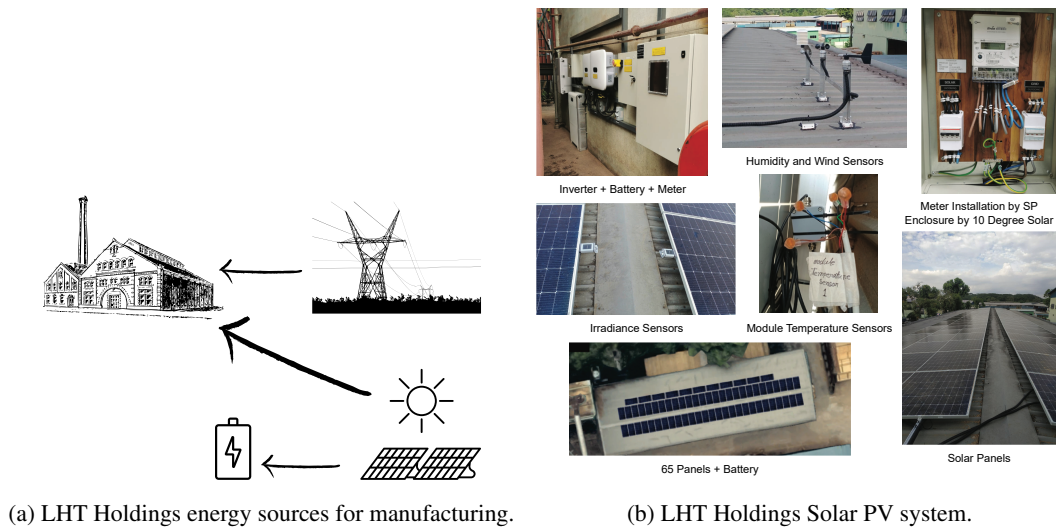 Inverter + Battery + Meter
Humidity and Wind Sensors
Meter Installation by SP
Enclosure by 10 Degree Solar
module
Temperature
Sensor
1
Irradiance Sensors
Module Temperature Sensors
65 Panels + Battery
Solar Panels
(a) LHT Holdings energy sources for manufacturing.
(b) LHT Holdings Solar PV system.